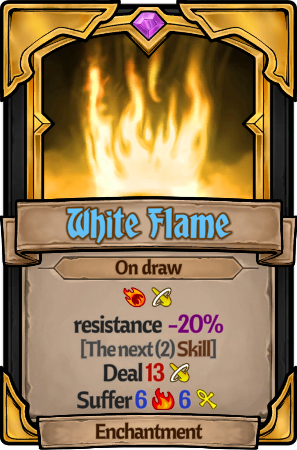 White Flame
On draw
resistance -20%
[The next (2) Skill]
Deal 13
Suffer 6 6
Enchantment